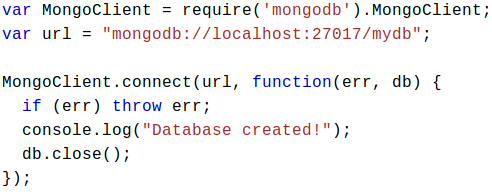 var MongoClient = require('mongodb').MongoClient;
var url = "mongodb://localhost:27017/mydb";

MongoClient.connect(url, function(err, db) {
  if (err) throw err;
  console.log("Database created!");
  db.close();
});